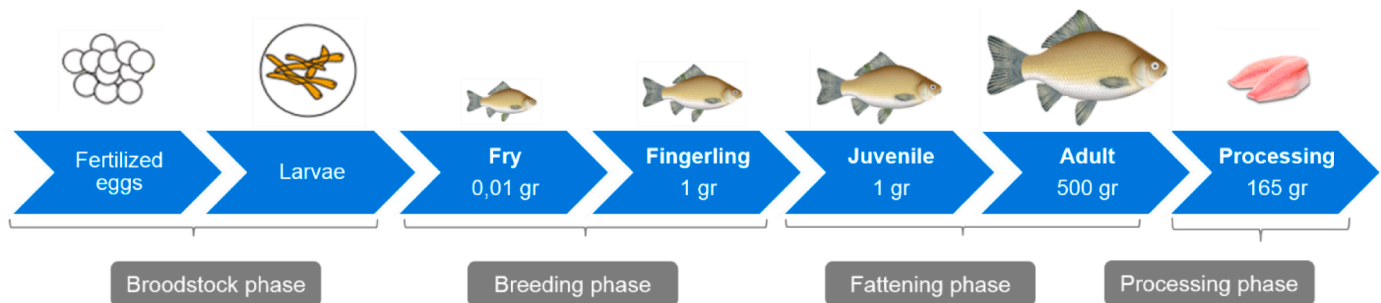 Fertilized
eggs
Larvae
Fry
0,01 gr
Fingerling
1 gr
Juvenile
1 gr
Adult
500 gr
Processing
165 gr
Broodstock phase
Breeding phase
Fattening phase
Processing phase